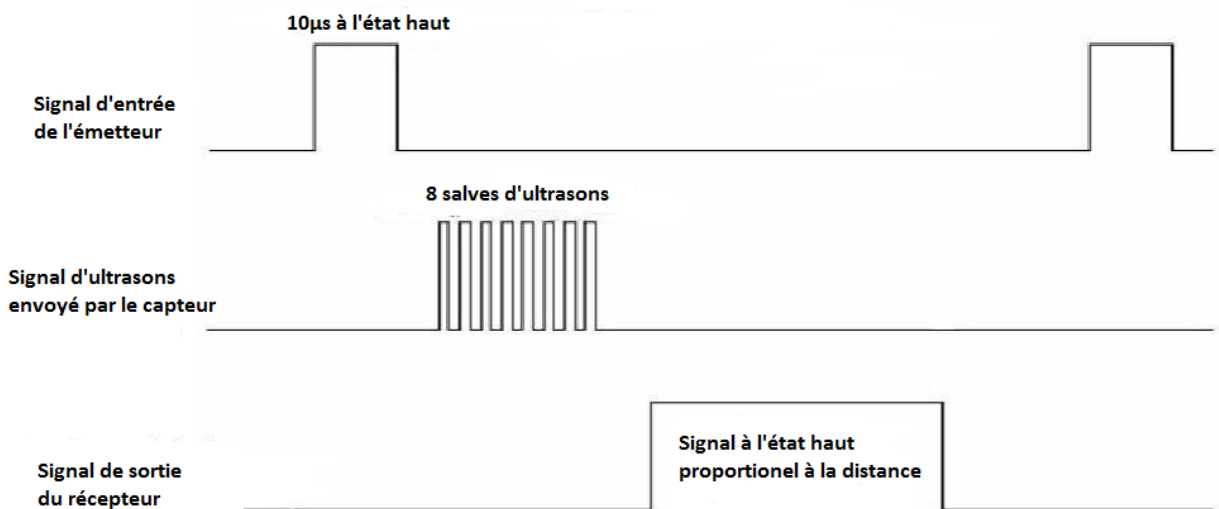 10µs à l'état haut
Signal d'entrée
de l'émetteur
8 salves d'ultrasons
Signal d'ultrasons
envoyé par le capteur
Signal à l'état haut
proportionel à la distance
Signal de sortie
du récepteur